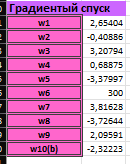 Градиентный спуск
w1 2,65404
w2 -0,40886
w3 3,20794
w4 0,68875
w5 -3,37997
w6 300
w7 3,81628
w8 -3,72644
w9 2,09591
w10(b) -2,32223